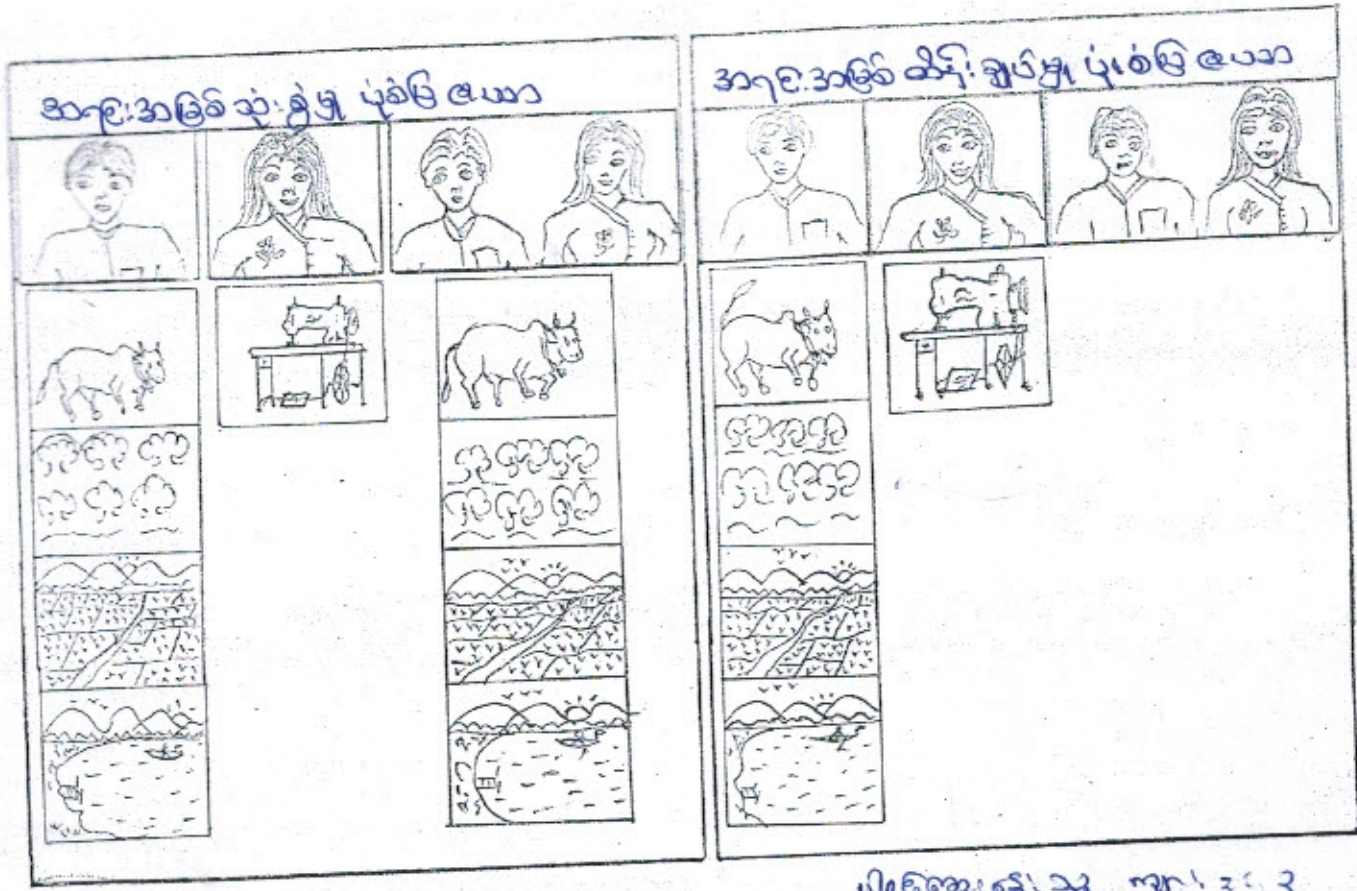 အရင်းအမြစ် သုံးစွဲမှု ပုံစံပြ ဇယား
အရင်းအမြစ် ထိန်းချုပ်မှု ပုံစံပြ ဇယား